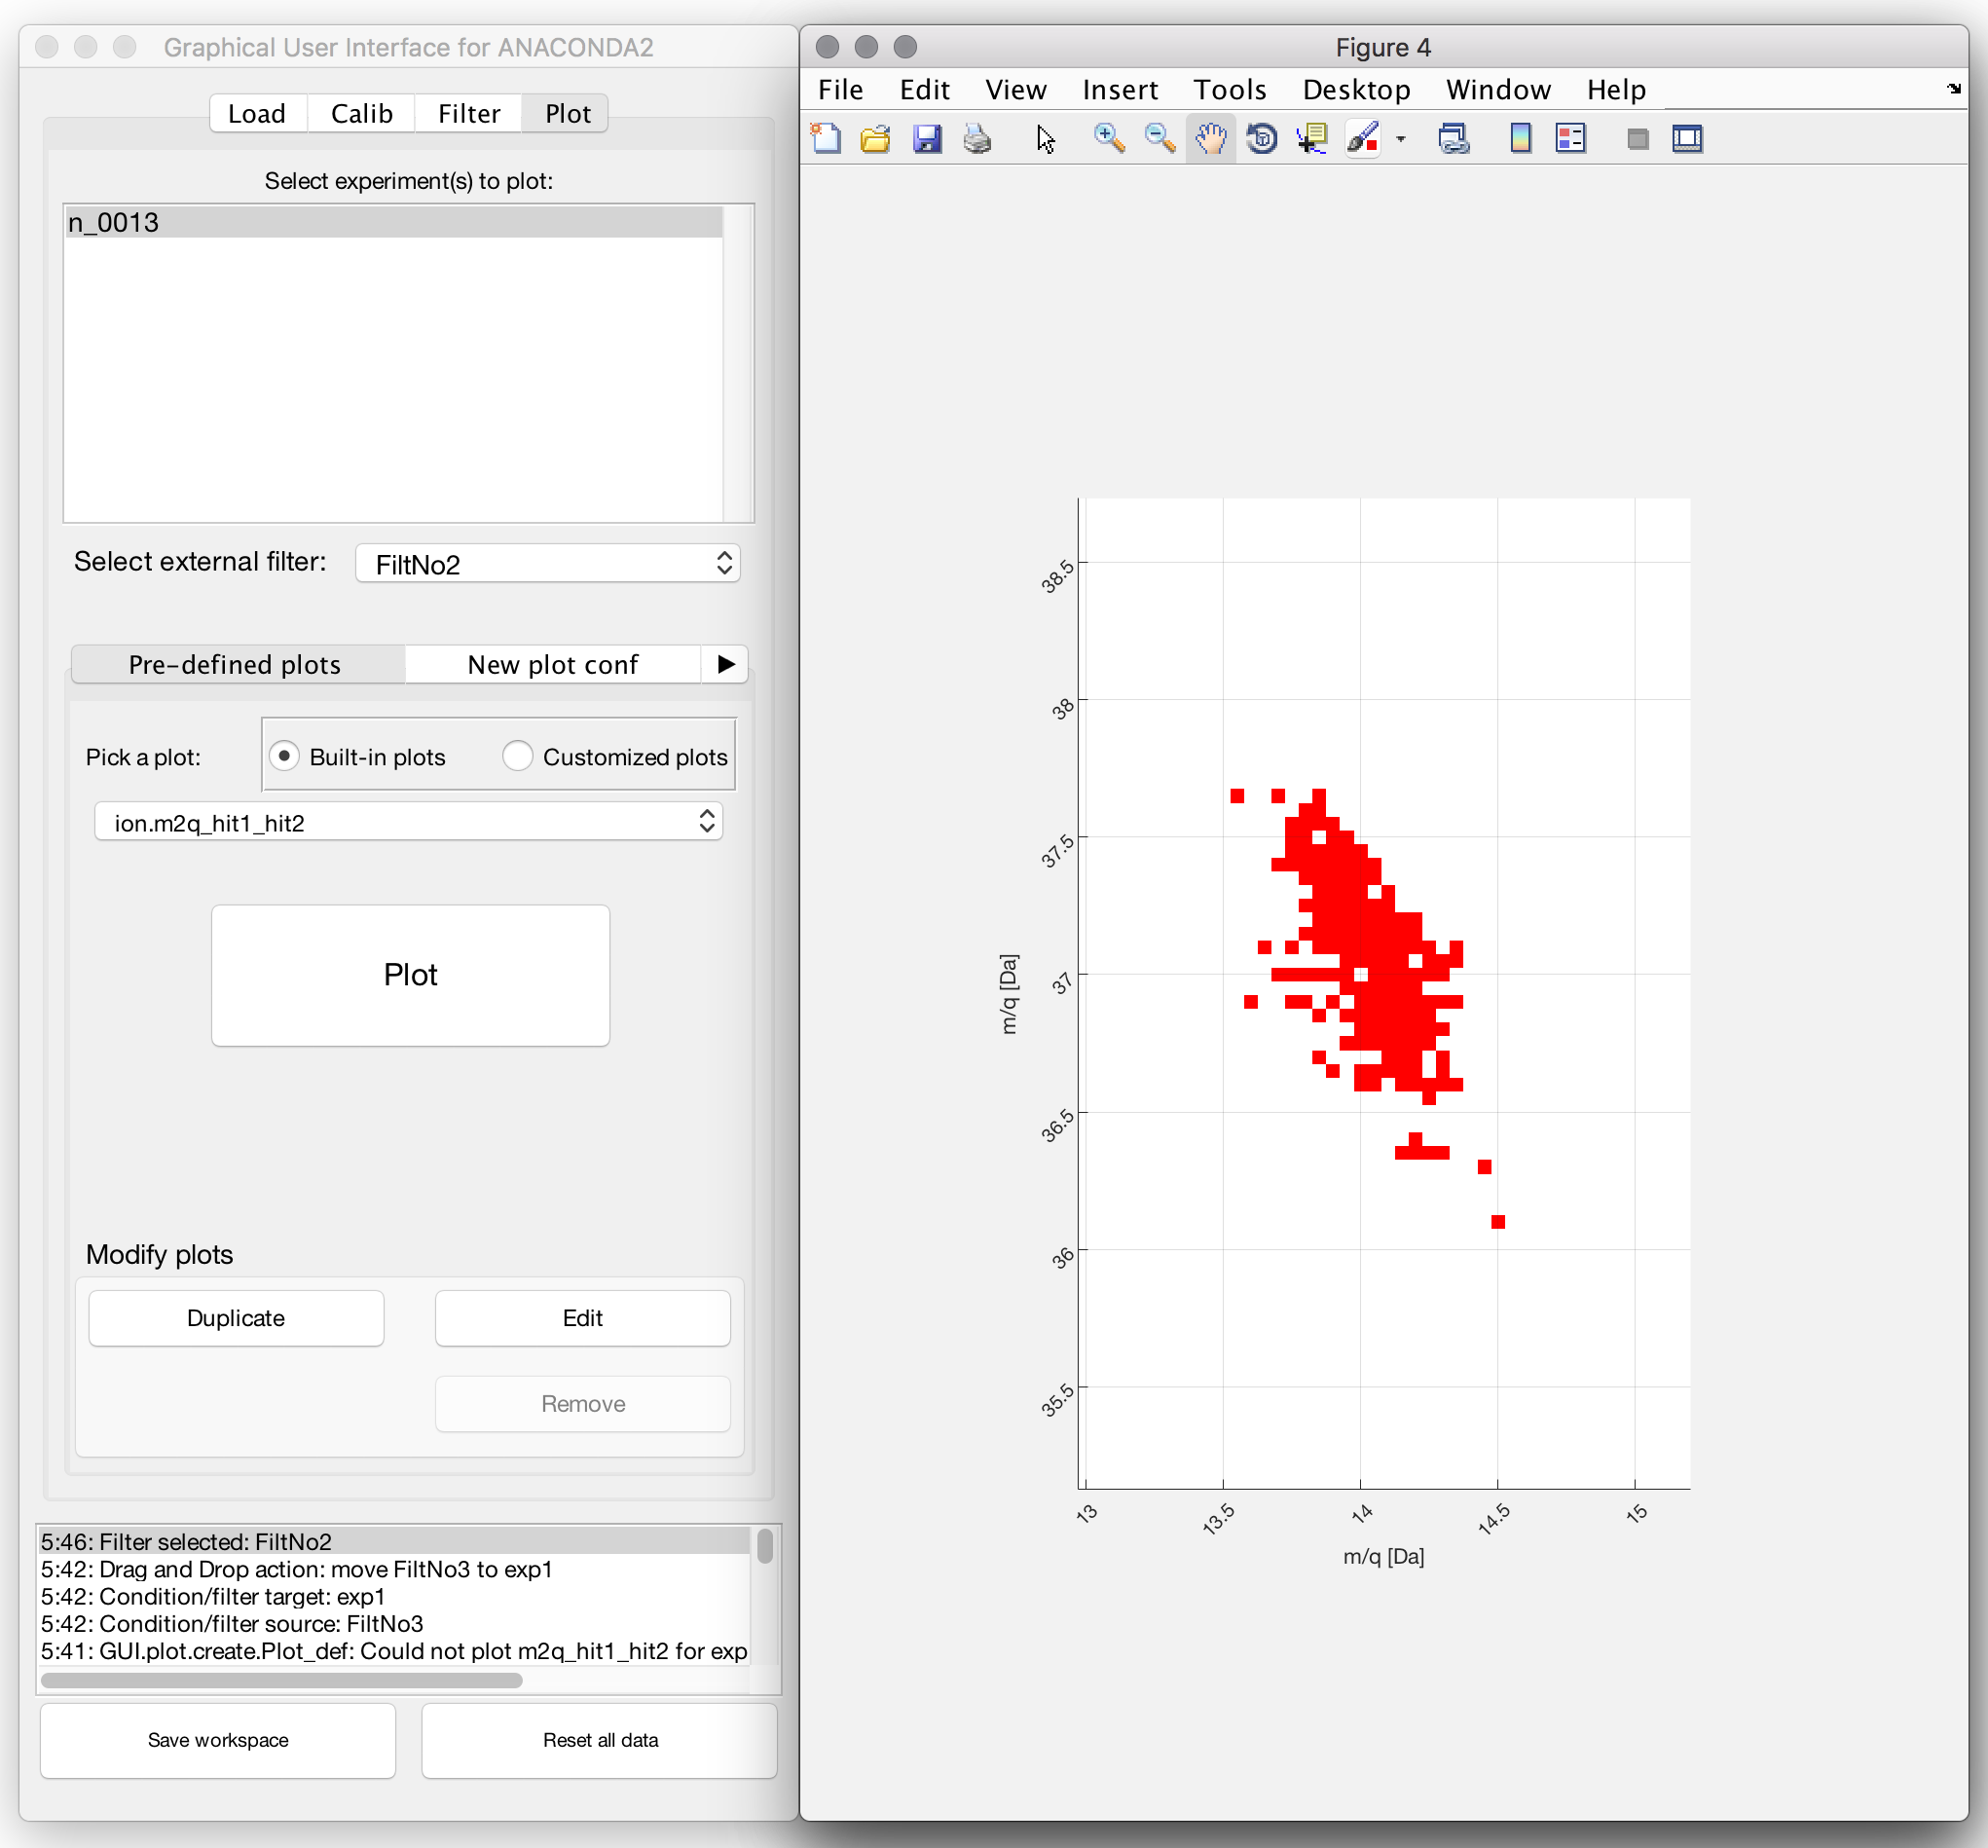 Graphical User Interface for ANACONDA2
Load Calib Filter Plot
Select experiment(s) to plot:
n_0013
Select external filter: FiltNo2
Pre-defined plots New plot conf
Pick a plot: Built-in plots Customized plots
ion.m2q_hit1_hit2
Plot
Modify plots
Duplicate Edit
Remove
5:46: Filter selected: FiltNo2
5:42: Drag and Drop action: move FiltNo3 to exp1
5:42: Condition/filter target: exp1
5:42: Condition/filter source: FiltNo3
5:41: GUI.plot.create.Plot_def: Could not plot m2q_hit1_hit2 for exp
Save workspace Reset all data
Figure 4
File Edit View Insert Tools Desktop Window Help
38.5
38
37.5
37
36.5
36
35.5
m/q [Da]
13 13.5 14 14.5 15
m/q [Da]